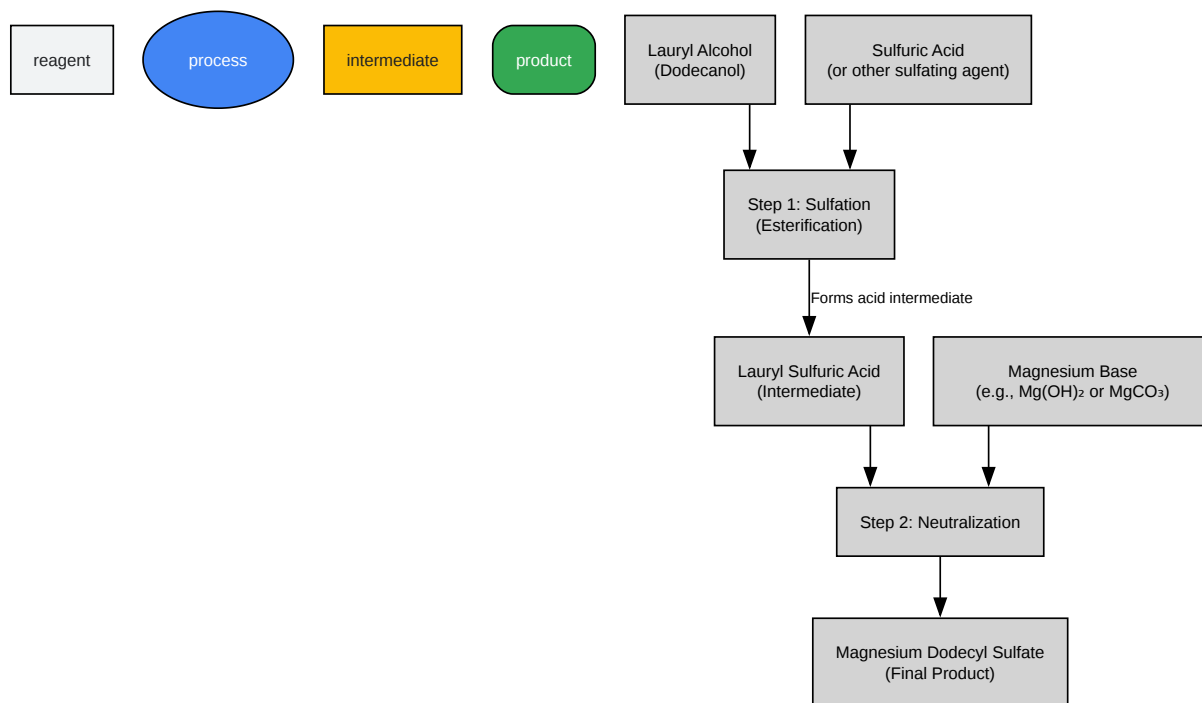 reagent
process
intermediate
product
Lauryl Alcohol
(Dodecanol)
Sulfuric Acid
(or other sulfating agent)
Step 1: Sulfation
(Esterification)
Forms acid intermediate
Lauryl Sulfuric Acid
(Intermediate)
Magnesium Base
(e.g., Mg(OH)₂ or MgCO₃)
Step 2: Neutralization
Magnesium Dodecyl Sulfate
(Final Product)